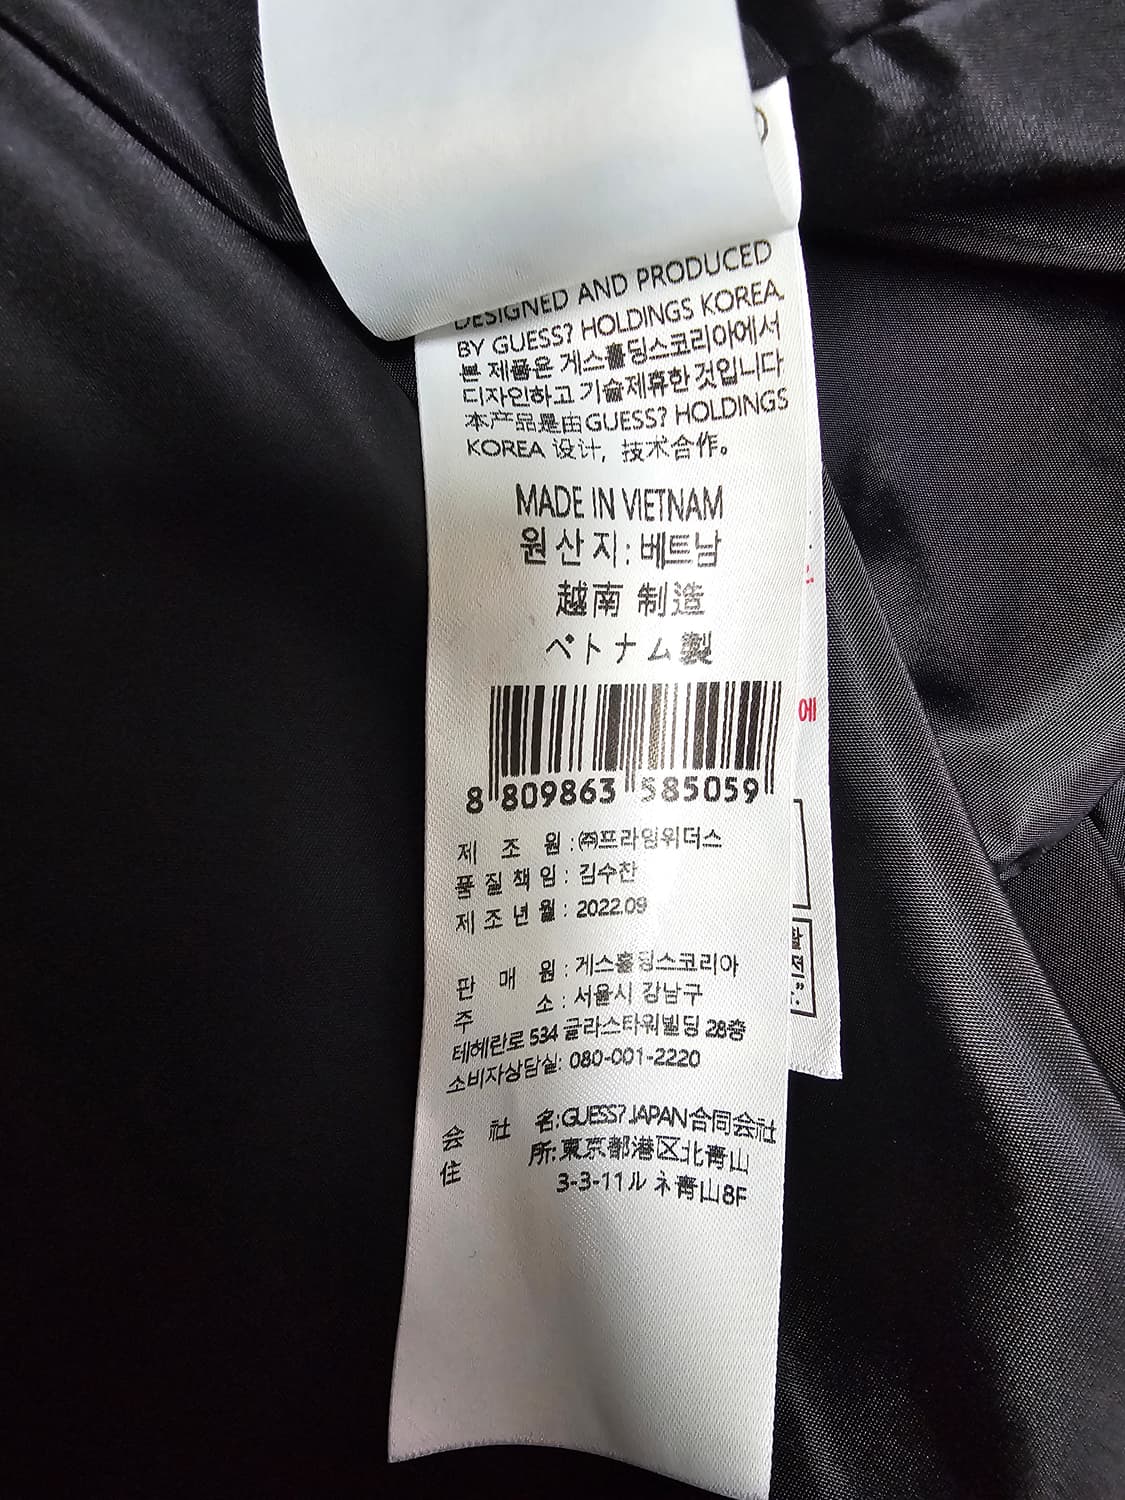 DESIGNED AND PRODUCED
BY GUESS? HOLDINGS KOREA.
본 제품은 게스홀딩스코리아에서
디자인하고 기술제휴한 것입니다
本产品是由GUESS? HOLDINGS
KOREA 设计, 技术合作。
MADE IN VIETNAM
원산지:베트남
越南 制造
ベトナム製
8 809863 585059
제 조 원 :㈜프라임위더스
품질책임 : 김수찬
제조년월 : 2022.09
판 매 원 : 게스홀딩스코리아
주 소 : 서울시 강남구
테헤란로 534 글라스타워빌딩 28층
소비자상담실: 080-001-2220
会 社 名:GUESS? JAPAN合同会社
住 所:東京都港区北青山
3-3-11ルネ青山8F
에